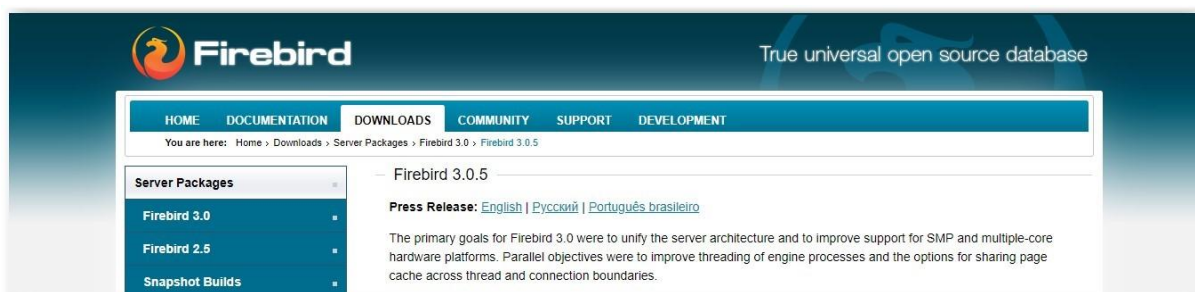 Firebird
True universal open source database
HOME DOCUMENTATION DOWNLOADS COMMUNITY SUPPORT DEVELOPMENT
You are here: Home › Downloads › Server Packages › Firebird 3.0 › Firebird 3.0.5
Server Packages
Firebird 3.0
Firebird 2.5
Snapshot Builds
Firebird 3.0.5
Press Release: English | Русский | Português brasileiro
The primary goals for Firebird 3.0 were to unify the server architecture and to improve support for SMP and multiple-core
hardware platforms. Parallel objectives were to improve threading of engine processes and the options for sharing page
cache across thread and connection boundaries.